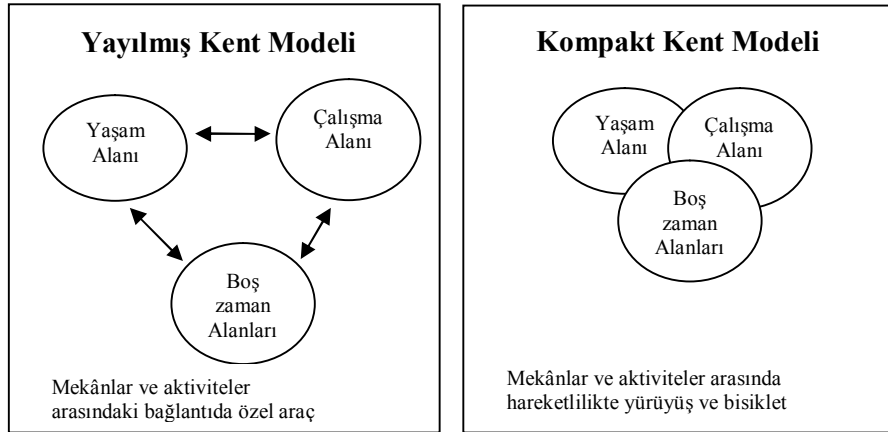 Yayılmış Kent Modeli
Yaşam
Alanı
Çalışma
Alanı
Boş
zaman
Alanları
Mekânlar ve aktiviteler
arasındaki bağlantıda özel araç
Kompakt Kent Modeli
Yaşam
Alanı
Çalışma
Alanı
Boş
zaman
Alanları
Mekânlar ve aktiviteler arasında
hareketlilikte yürüyüş ve bisiklet